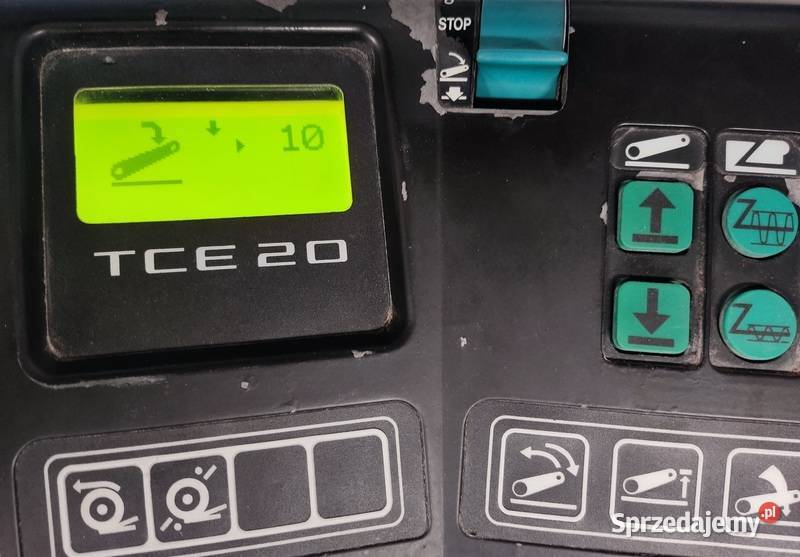 STOP
10
TCE 20
Z
Z
Sprzedajemy.pl